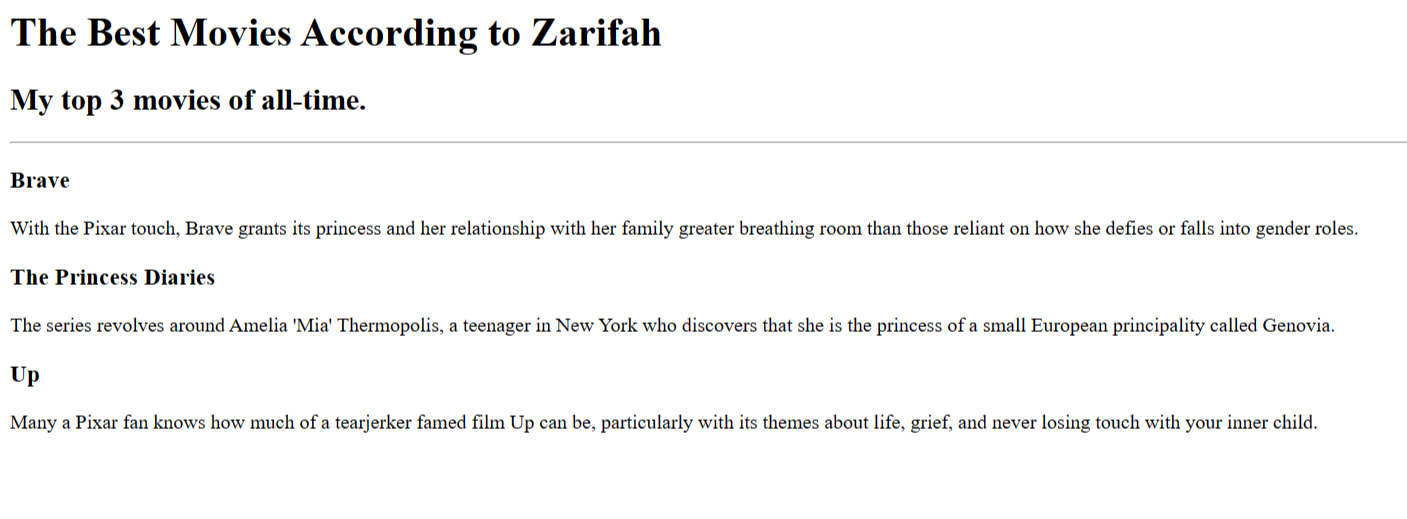 The Best Movies According to Zarifah
My top 3 movies of all-time.
Brave
With the Pixar touch, Brave grants its princess and her relationship with her family greater breathing room than those reliant on how she defies or falls into gender roles.
The Princess Diaries
The series revolves around Amelia 'Mia' Thermopolis, a teenager in New York who discovers that she is the princess of a small European principality called Genovia.
Up
Many a Pixar fan knows how much of a tearjerker famed film Up can be, particularly with its themes about life, grief, and never losing touch with your inner child.